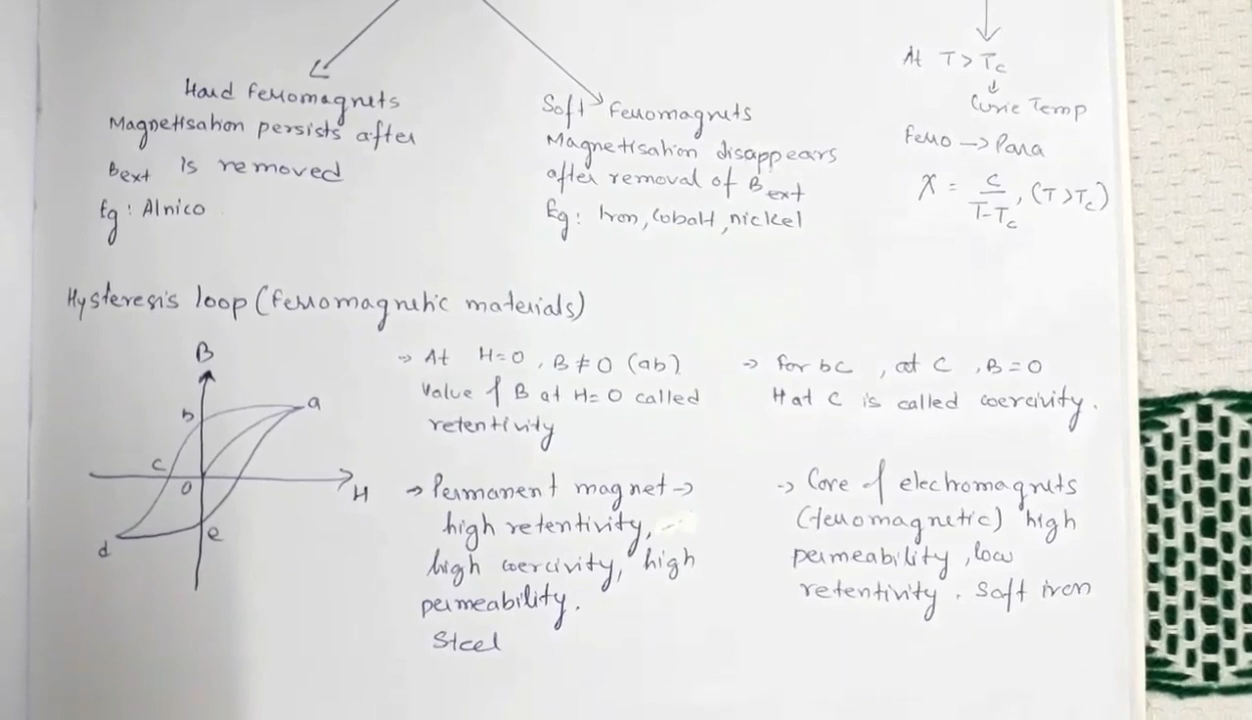 Hard ferromagnets
Magnetisation persists after
Bext is removed
Eg: Alnico
Soft ferromagnets
Magnetisation disappears
after removal of Bext
Eg: Iron, cobalt, nickel
At T > Tc
↓
Curie Temp
Ferro → Para
χ = C/(T-Tc), (T>Tc)
Hysteresis loop (ferromagnetic materials)
B
b
a
c
o
H
d
e
→ At H=0, B≠0 (ab)
Value of B at H=0 called
retentivity
→ for bc, at c, B=0
H at C is called coercivity.
→ Permanent magnet →
high retentivity,
high coercivity, high
permeability.
Steel
→ Core of electromagnets
(ferromagnetic) high
permeability, low
retentivity. Soft iron